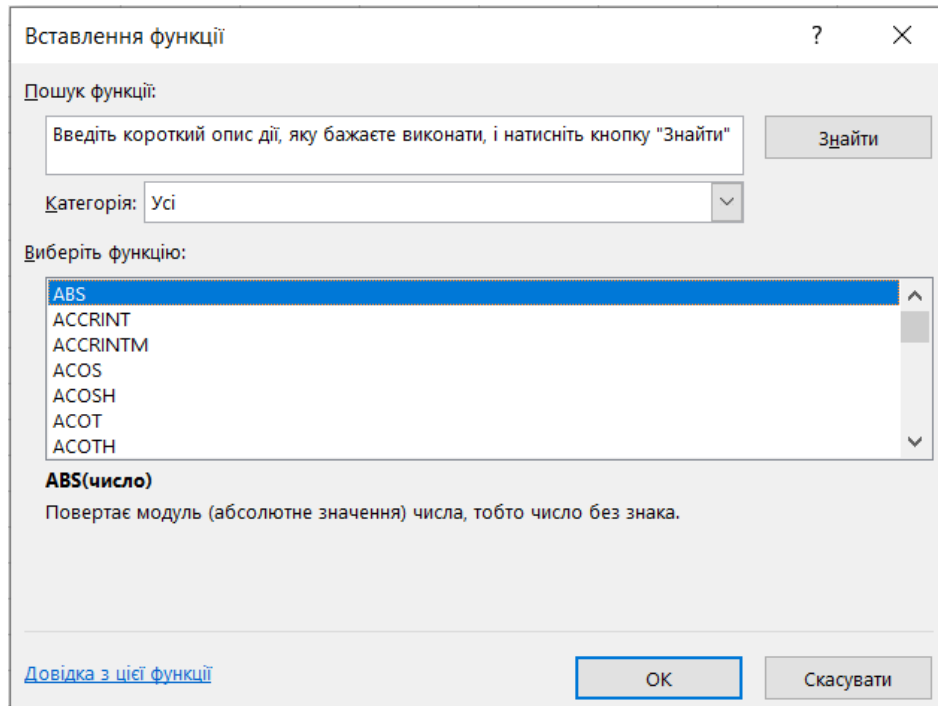 Вставлення функції
?
Пошук функції:
Введіть короткий опис дії, яку бажаєте виконати, і натисніть кнопку "Знайти"
Знайти
Категорія: Усі
Виберіть функцію:
ABS
ACCRINT
ACCRINTM
ACOS
ACOSH
ACOT
ACOTH
ABS(число)
Повертає модуль (абсолютне значення) числа, тобто число без знака.
Довідка з цієї функції
ОК
Скасувати